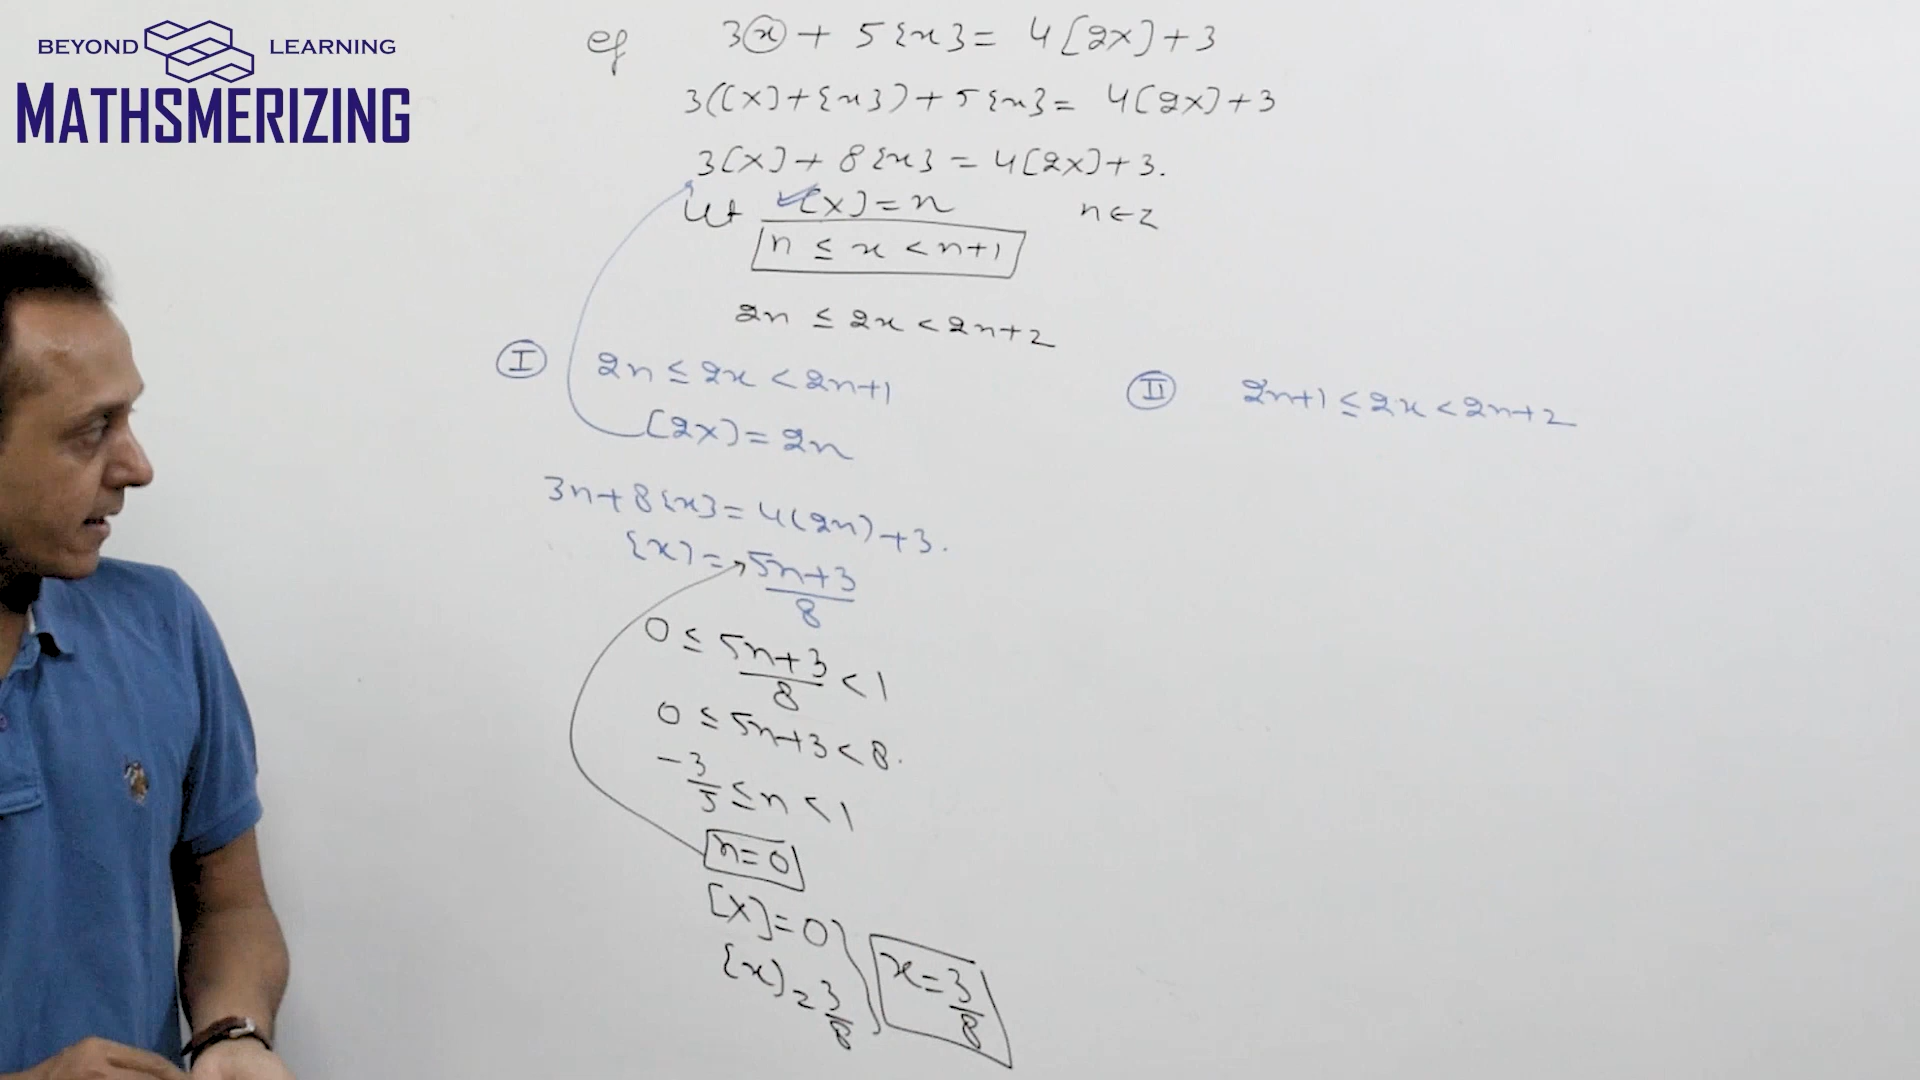 BEYOND LEARNING
MATHSMERIZING
eg 3x + 5{x} = 4[2x]+3
3([x]+{x})+5{x} = 4[2x]+3
3[x]+8{x} = 4[2x]+3.
Let [x]=n n∈Z
n ≤ x < n+1
2n ≤ 2x < 2n+2
I 2n ≤ 2x < 2n+1
[2x]=2n
3n+8{x}=4(2n)+3.
{x}=5n+3/8
0 ≤ 5n+3/8 < 1
0 ≤ 5n+3 < 8.
-3/5 ≤ n < 1
n=0
[x]=0
{x}=3/8
x=3/8
II 2n+1 ≤ 2x < 2n+2